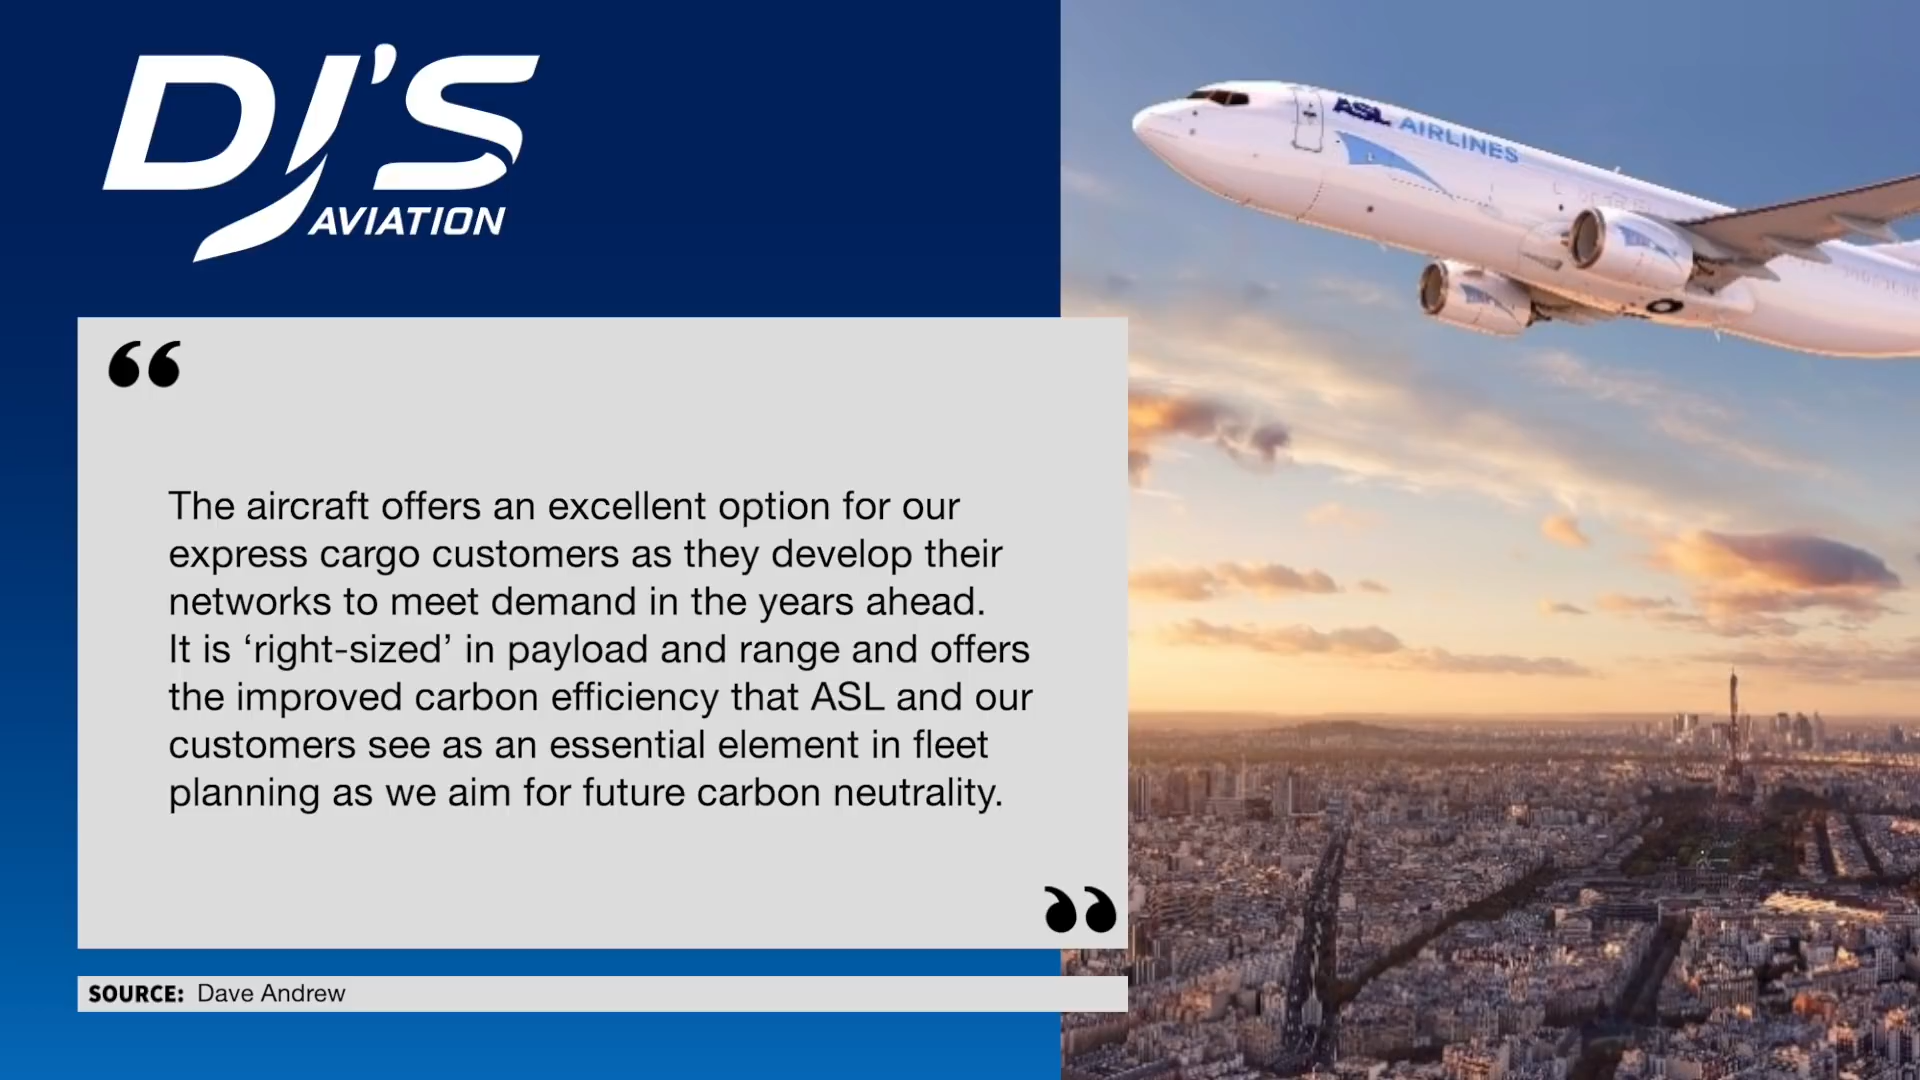 DJ'S
AVIATION
ASL AIRLINES
“
The aircraft offers an excellent option for our
express cargo customers as they develop their
networks to meet demand in the years ahead.
It is ‘right-sized’ in payload and range and offers
the improved carbon efficiency that ASL and our
customers see as an essential element in fleet
planning as we aim for future carbon neutrality.
”
SOURCE: Dave Andrew